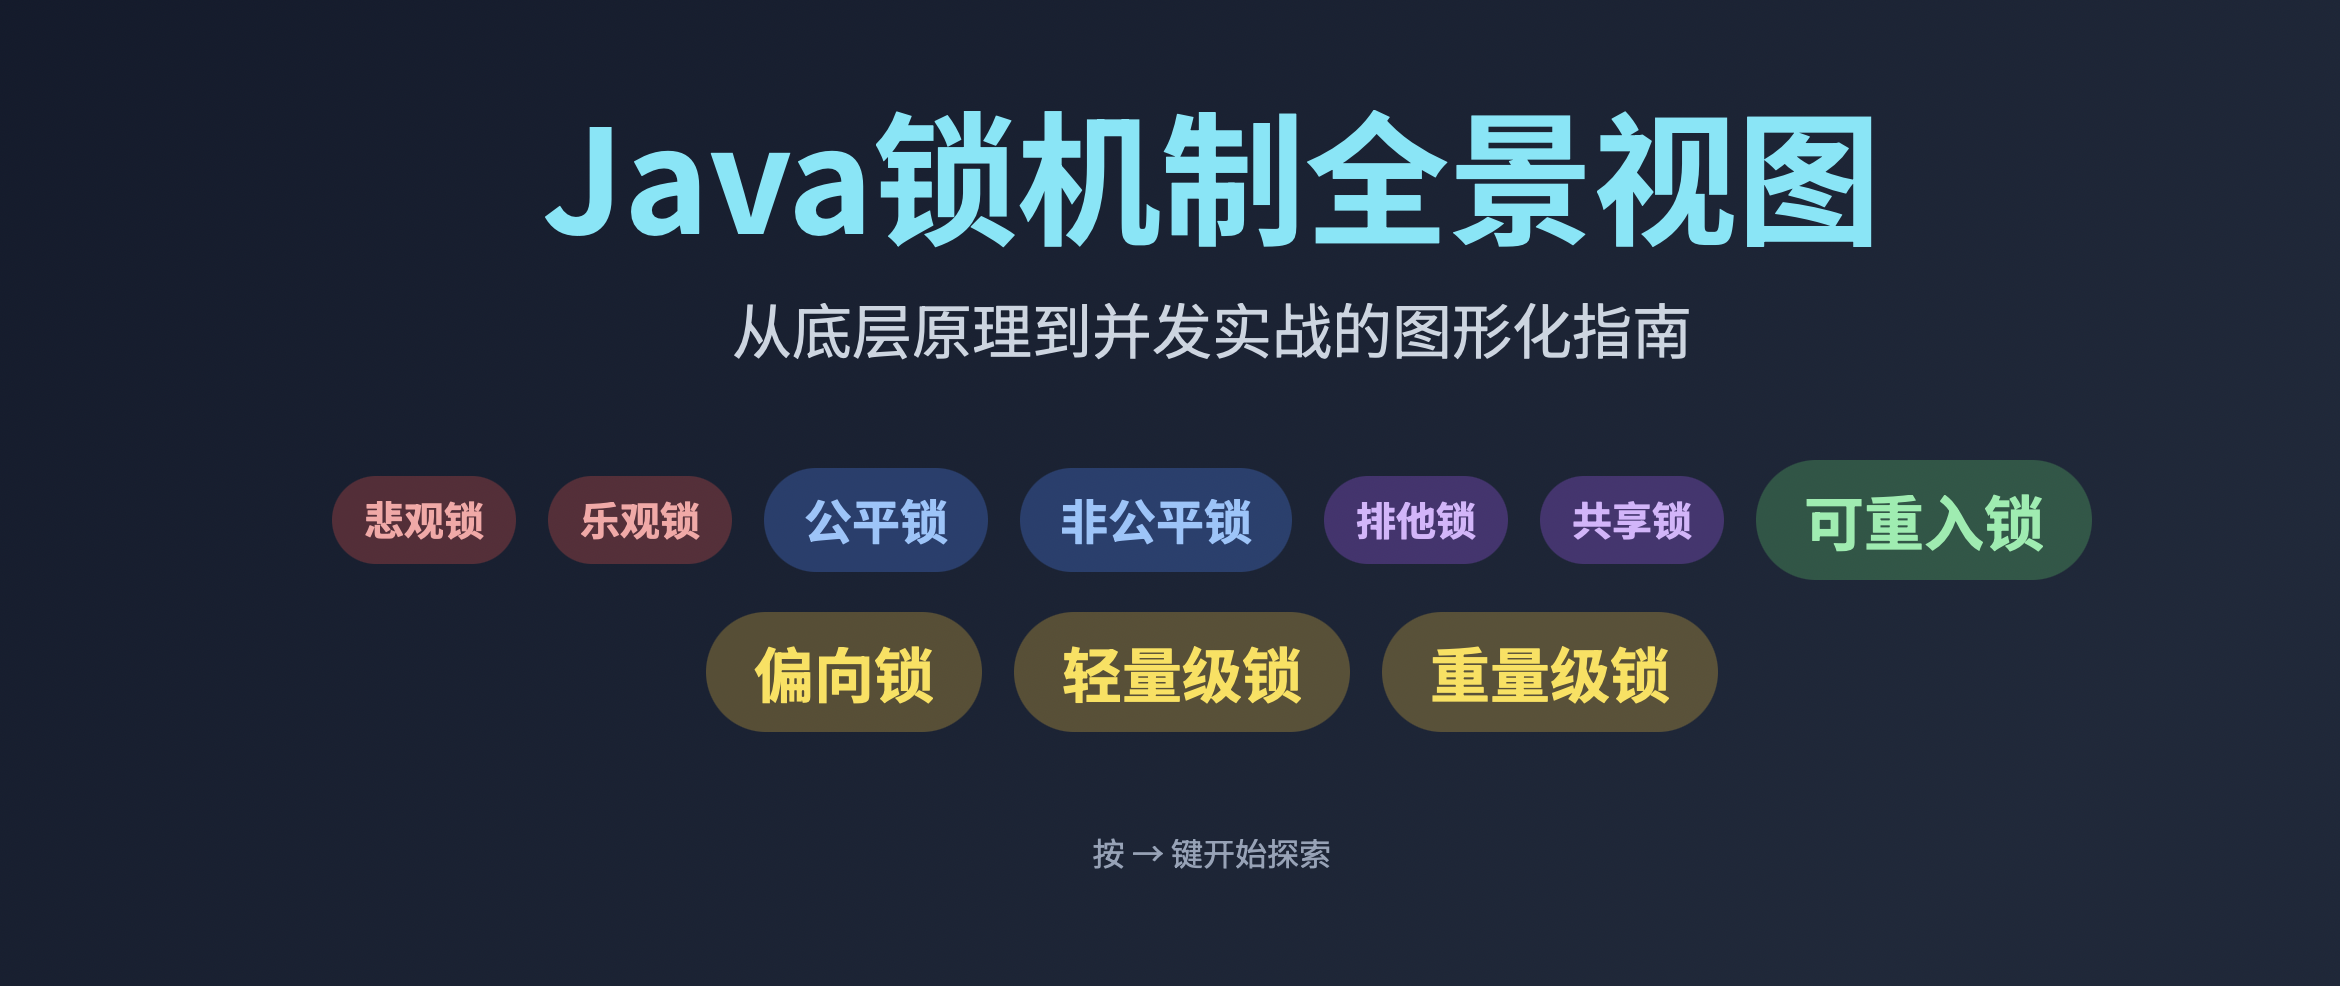 Java锁机制全景视图
从底层原理到并发实战的图形化指南
悲观锁 乐观锁 公平锁 非公平锁 排他锁 共享锁 可重入锁
偏向锁 轻量级锁 重量级锁
按 → 键开始探索